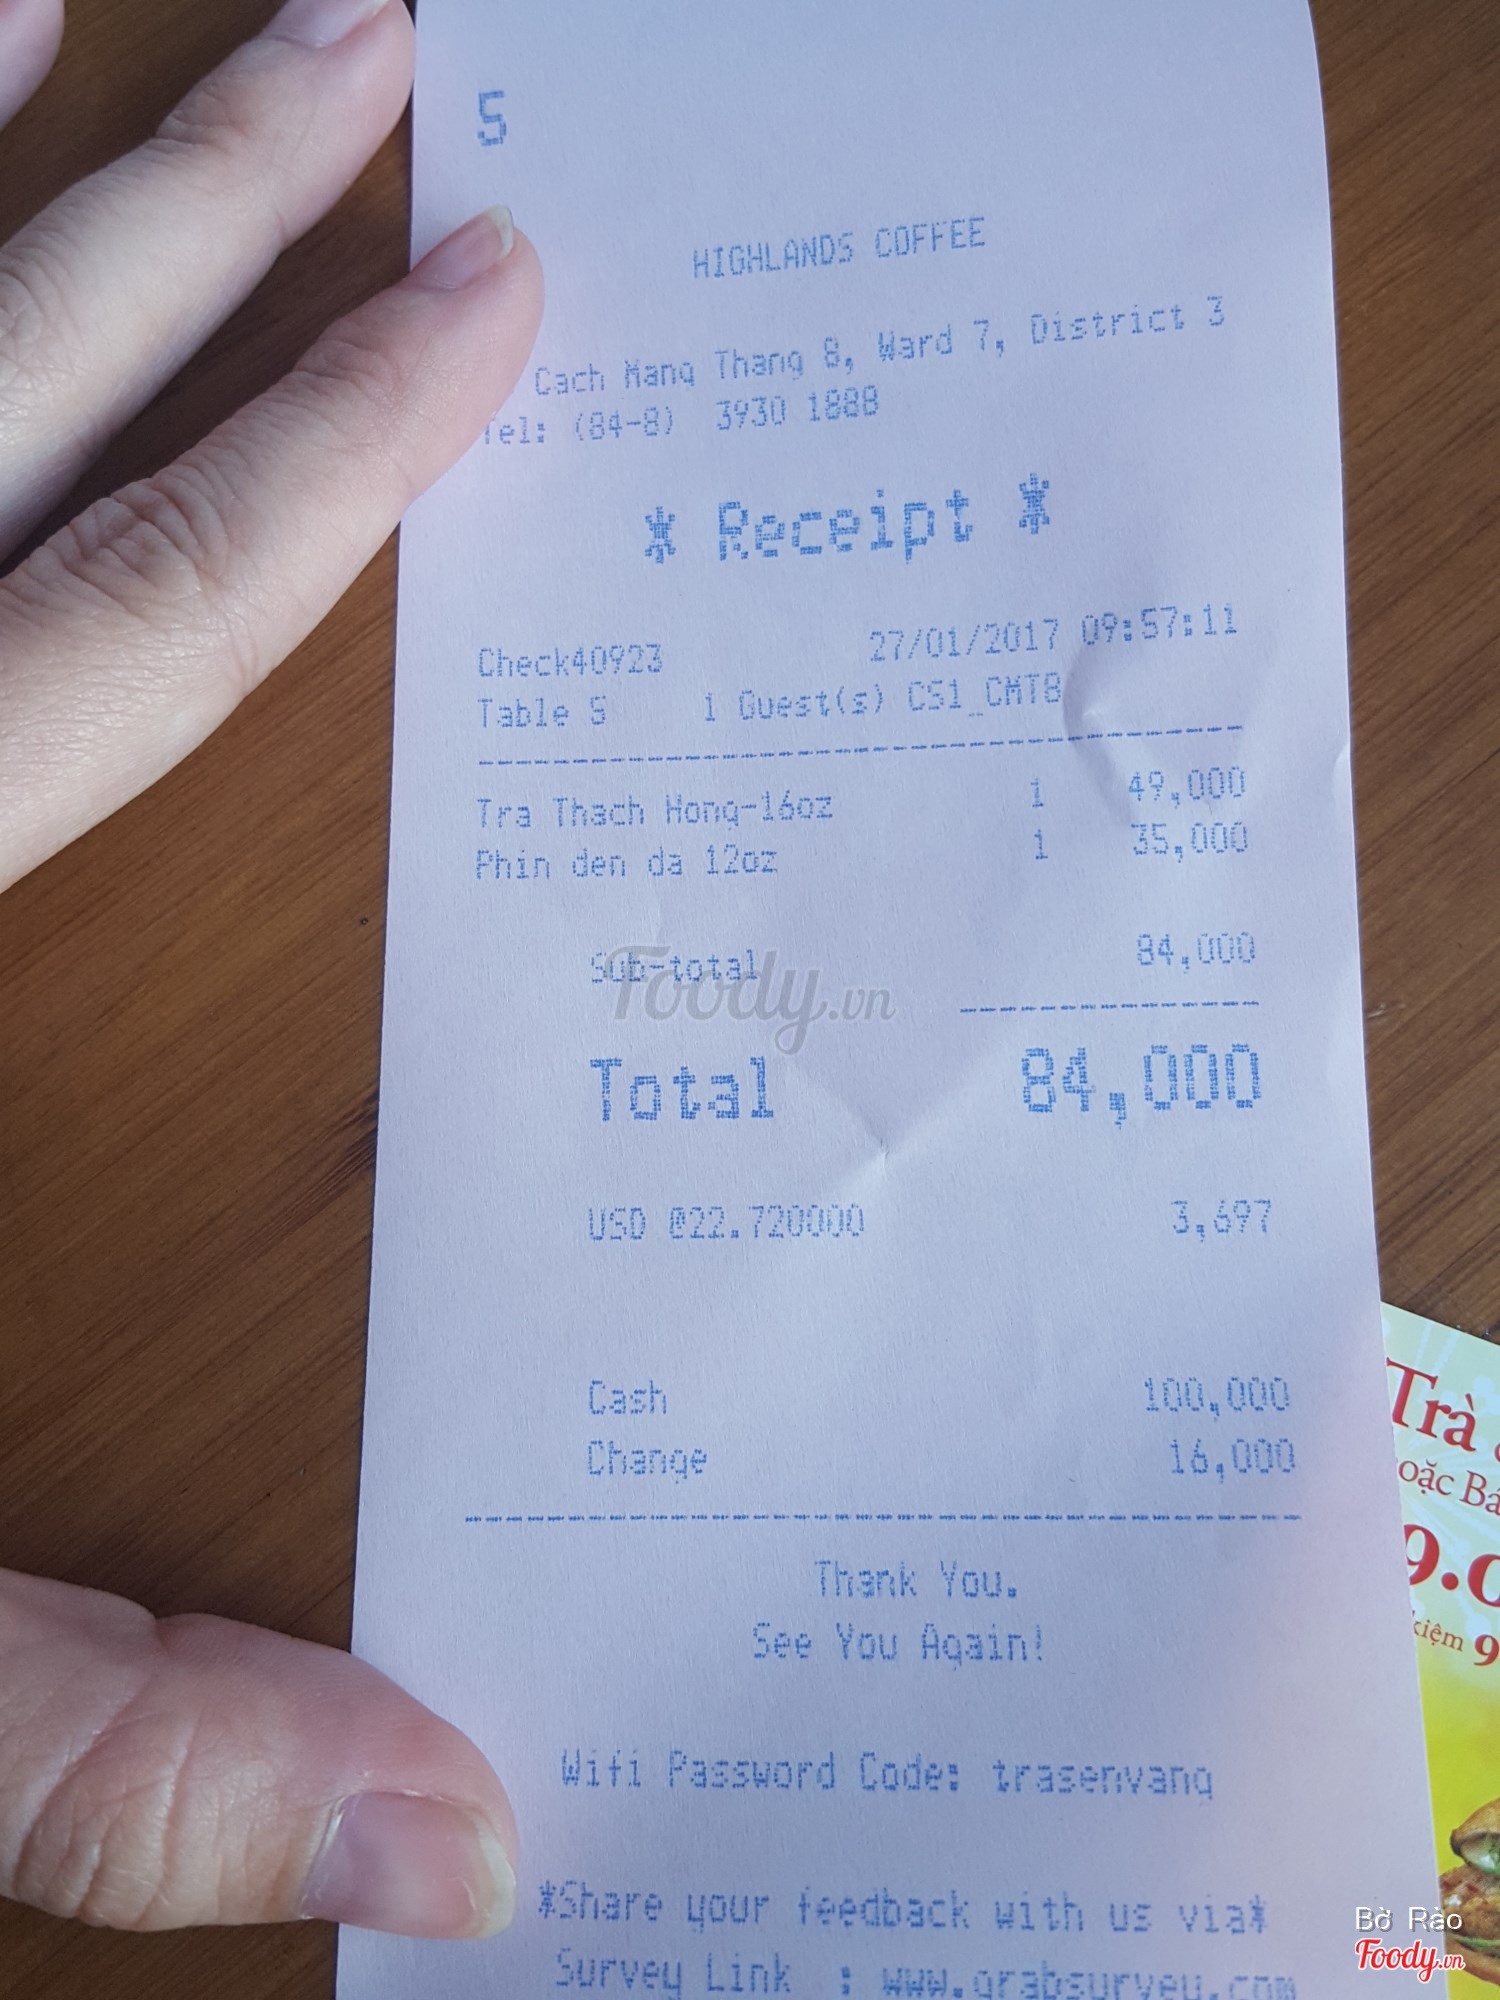 5
HIGHLANDS COFFEE
Cach Mang Thang 8, Ward 7, District 3
Tel: (84-8) 3930 1888
* Receipt *
Check40923 27/01/2017 09:57:11
Table 5 1 Guest(s) CS1_CMT8
Tra Thach Hong-16oz 1 49,000
Phin den da 12oz 1 35,000
Sub-total 84,000
Foody.vn
Total 84,000
USD @22.720000 3,697
Cash 100,000
Change 16,000
Thank You.
See You Again!
Wifi Password Code: trasenvang
*Share your feedback with us via*
Survey Link : www.grabsurvey.com
Trà
oặc Bá
9.0
kiệm 9
Bờ Rào
Foody.vn